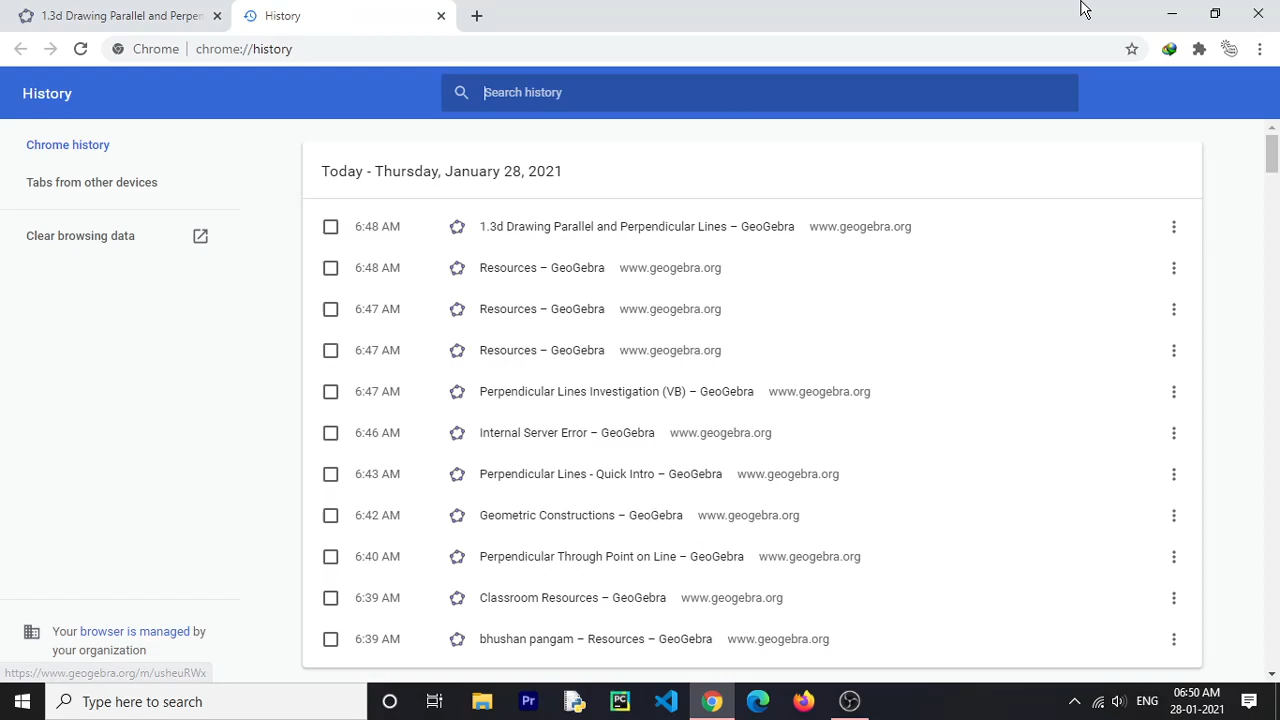 1.3d Drawing Parallel and Perpen
History
Chrome
chrome://history
History
Search history
Chrome history
Tabs from other devices
Clear browsing data
Today - Thursday, January 28, 2021
6:48 AM 1.3d Drawing Parallel and Perpendicular Lines – GeoGebra www.geogebra.org
6:48 AM Resources – GeoGebra www.geogebra.org
6:47 AM Resources – GeoGebra www.geogebra.org
6:47 AM Resources – GeoGebra www.geogebra.org
6:47 AM Perpendicular Lines Investigation (VB) – GeoGebra www.geogebra.org
6:46 AM Internal Server Error – GeoGebra www.geogebra.org
6:43 AM Perpendicular Lines - Quick Intro – GeoGebra www.geogebra.org
6:42 AM Geometric Constructions – GeoGebra www.geogebra.org
6:40 AM Perpendicular Through Point on Line – GeoGebra www.geogebra.org
6:39 AM Classroom Resources – GeoGebra www.geogebra.org
6:39 AM bhushan pangam – Resources – GeoGebra www.geogebra.org
Your browser is managed by
your organization
https://www.geogebra.org/m/usheuRWx
Type here to search
Pr
PC
ENG
06:50 AM
28-01-2021